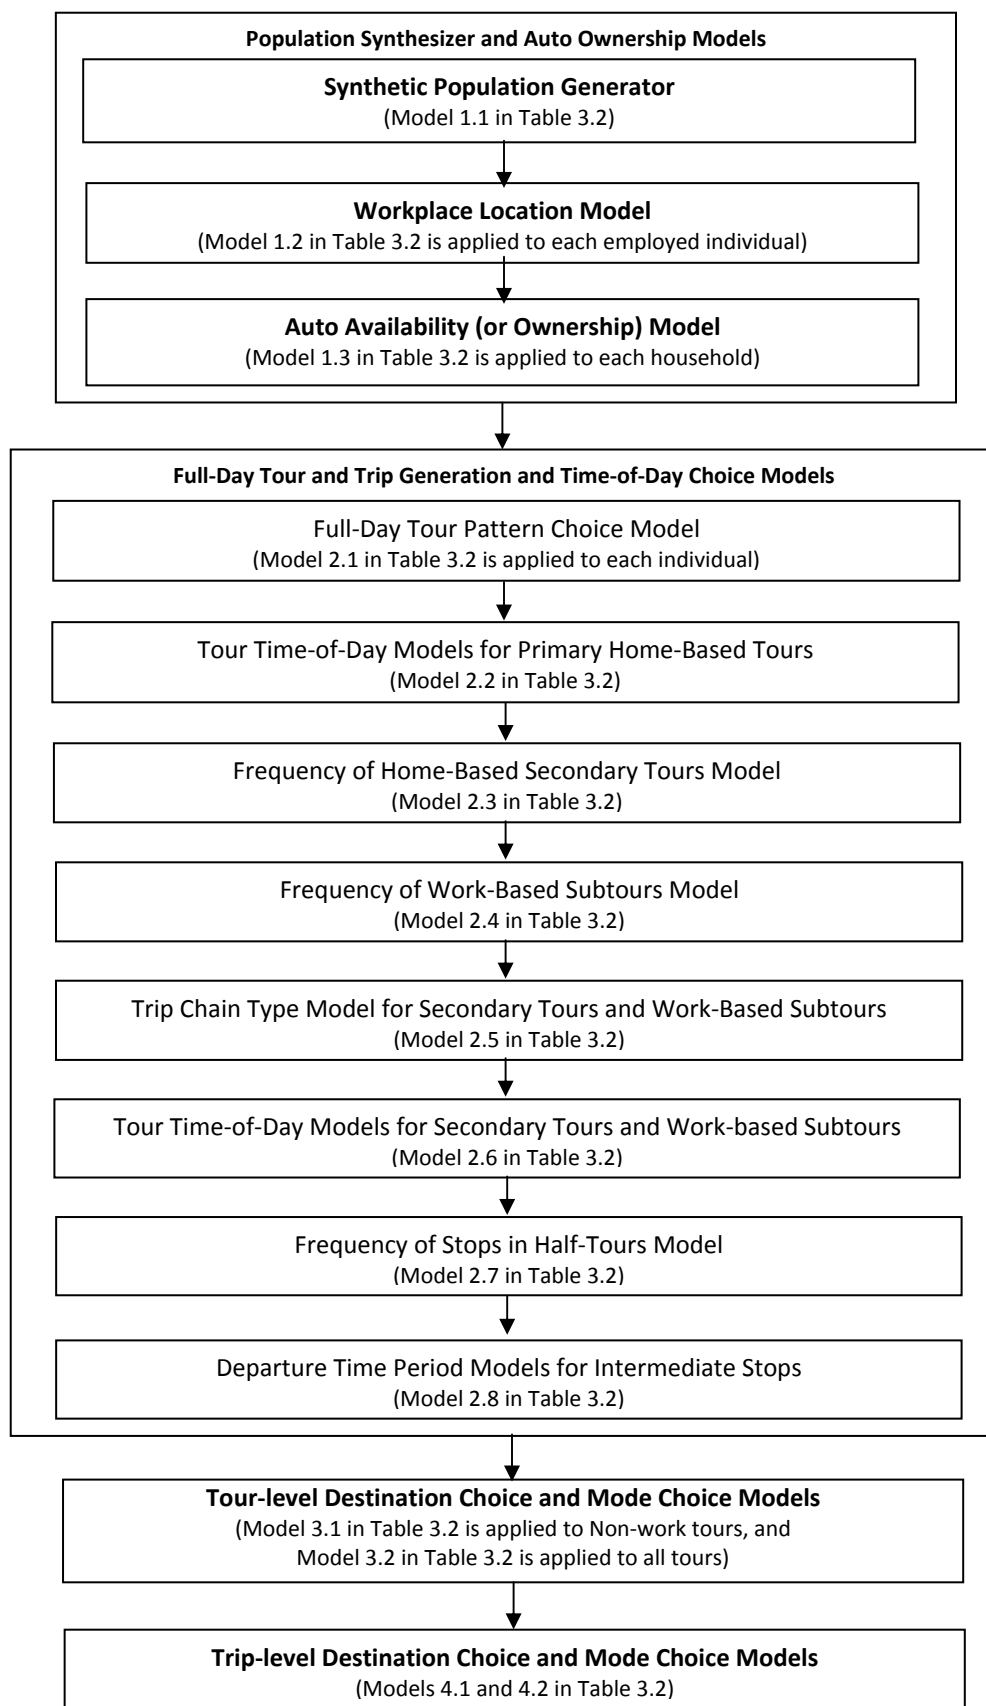 Population Synthesizer and Auto Ownership Models
Synthetic Population Generator
(Model 1.1 in Table 3.2)
Workplace Location Model
(Model 1.2 in Table 3.2 is applied to each employed individual)
Auto Availability (or Ownership) Model
(Model 1.3 in Table 3.2 is applied to each household)
Full-Day Tour and Trip Generation and Time-of-Day Choice Models
Full-Day Tour Pattern Choice Model
(Model 2.1 in Table 3.2 is applied to each individual)
Tour Time-of-Day Models for Primary Home-Based Tours
(Model 2.2 in Table 3.2)
Frequency of Home-Based Secondary Tours Model
(Model 2.3 in Table 3.2)
Frequency of Work-Based Subtours Model
(Model 2.4 in Table 3.2)
Trip Chain Type Model for Secondary Tours and Work-Based Subtours
(Model 2.5 in Table 3.2)
Tour Time-of-Day Models for Secondary Tours and Work-based Subtours
(Model 2.6 in Table 3.2)
Frequency of Stops in Half-Tours Model
(Model 2.7 in Table 3.2)
Departure Time Period Models for Intermediate Stops
(Model 2.8 in Table 3.2)
Tour-level Destination Choice and Mode Choice Models
(Model 3.1 in Table 3.2 is applied to Non-work tours, and
Model 3.2 in Table 3.2 is applied to all tours)
Trip-level Destination Choice and Mode Choice Models
(Models 4.1 and 4.2 in Table 3.2)